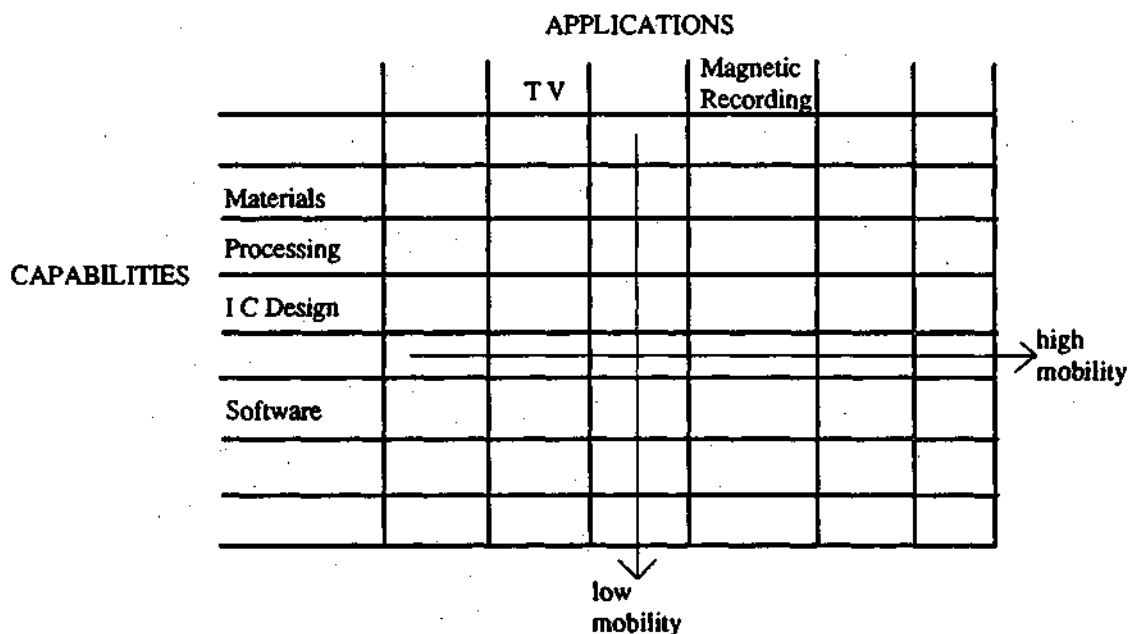 APPLICATIONS
T V
Magnetic
Recording
Materials
Processing
CAPABILITIES
I C Design
high
mobility
Software
low
mobility